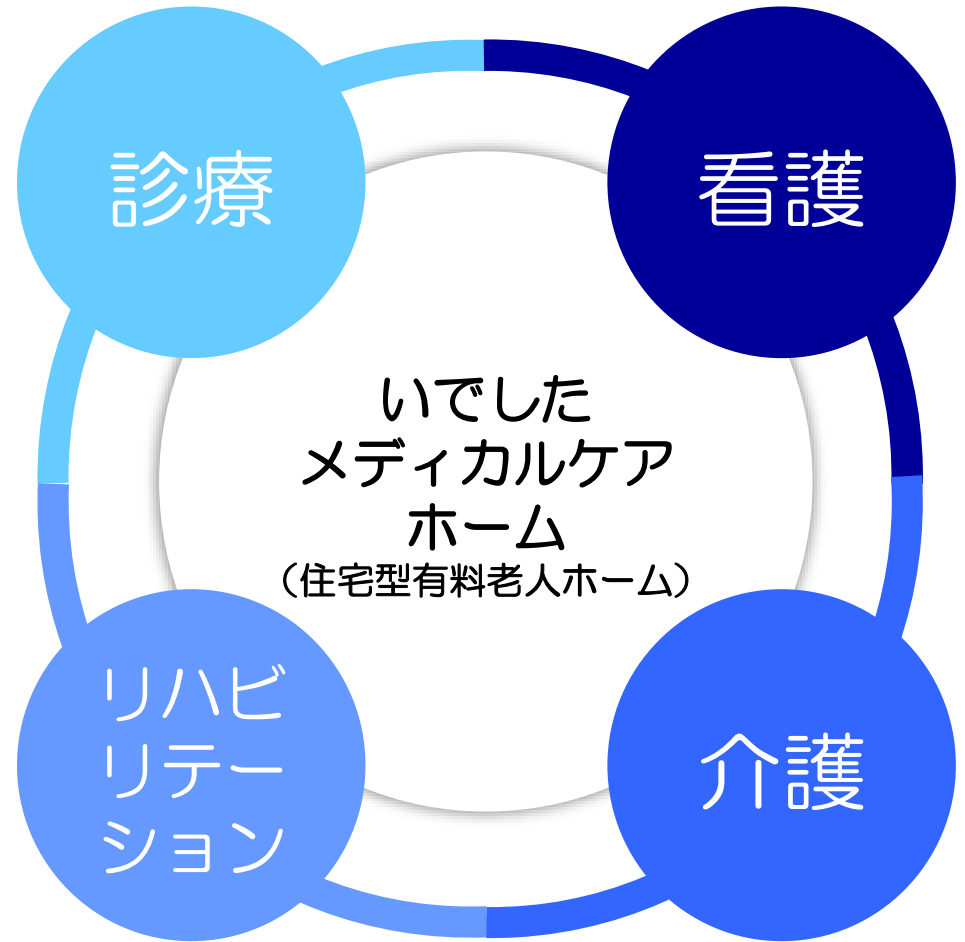 診療
看護
いでした
メディカルケア
ホーム
（住宅型有料老人ホーム）
リハビ
リテー
ション
介護